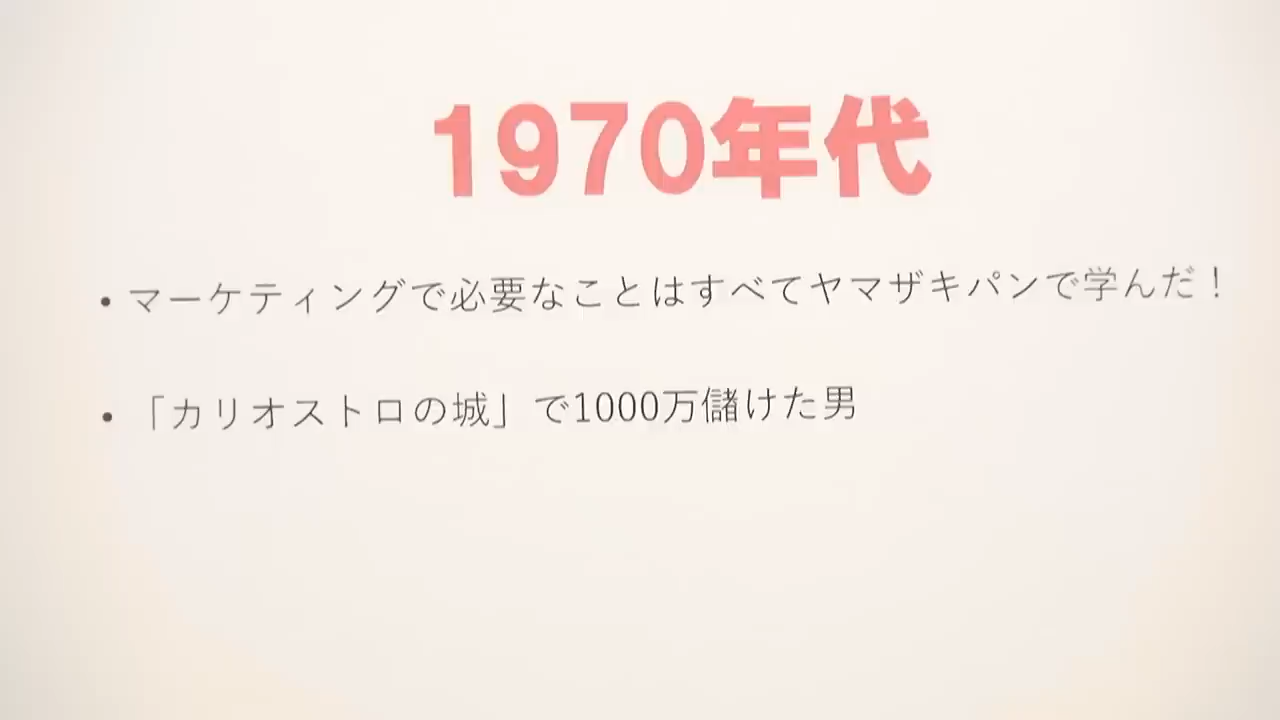 1970年代
• マーケティングで必要なことはすべてヤマザキパンで学んだ！
• 「カリオストロの城」で1000万儲けた男